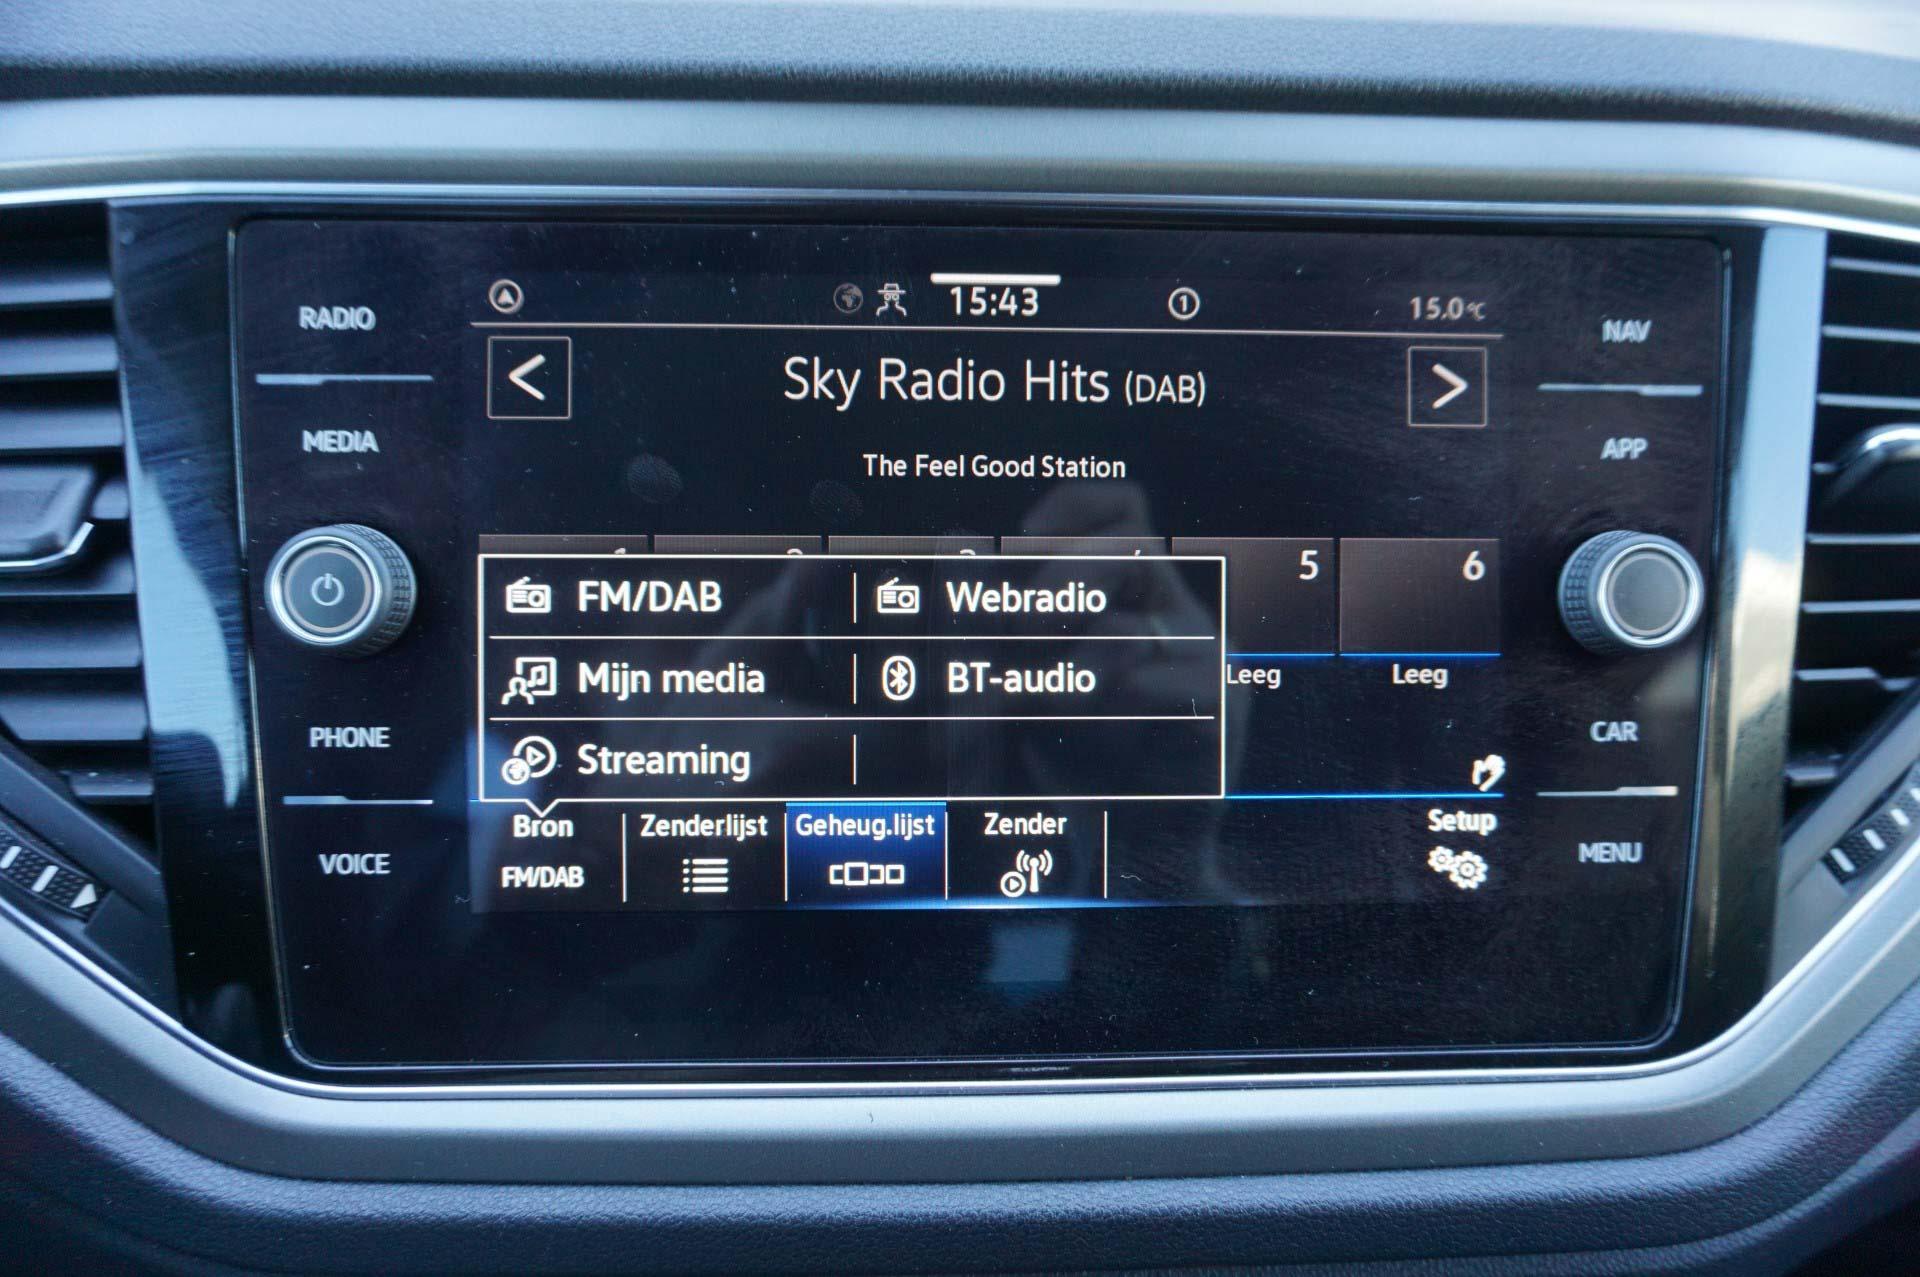 RADIO
MEDIA
PHONE
VOICE
15:43
1
15.0°C
< Sky Radio Hits (DAB) >
The Feel Good Station
5 6
FM/DAB Webradio
Mijn media BT-audio
Streaming
Leeg Leeg
Bron Zenderlijst Geheug.lijst Zender Setup
FM/DAB
NAV
APP
CAR
MENU